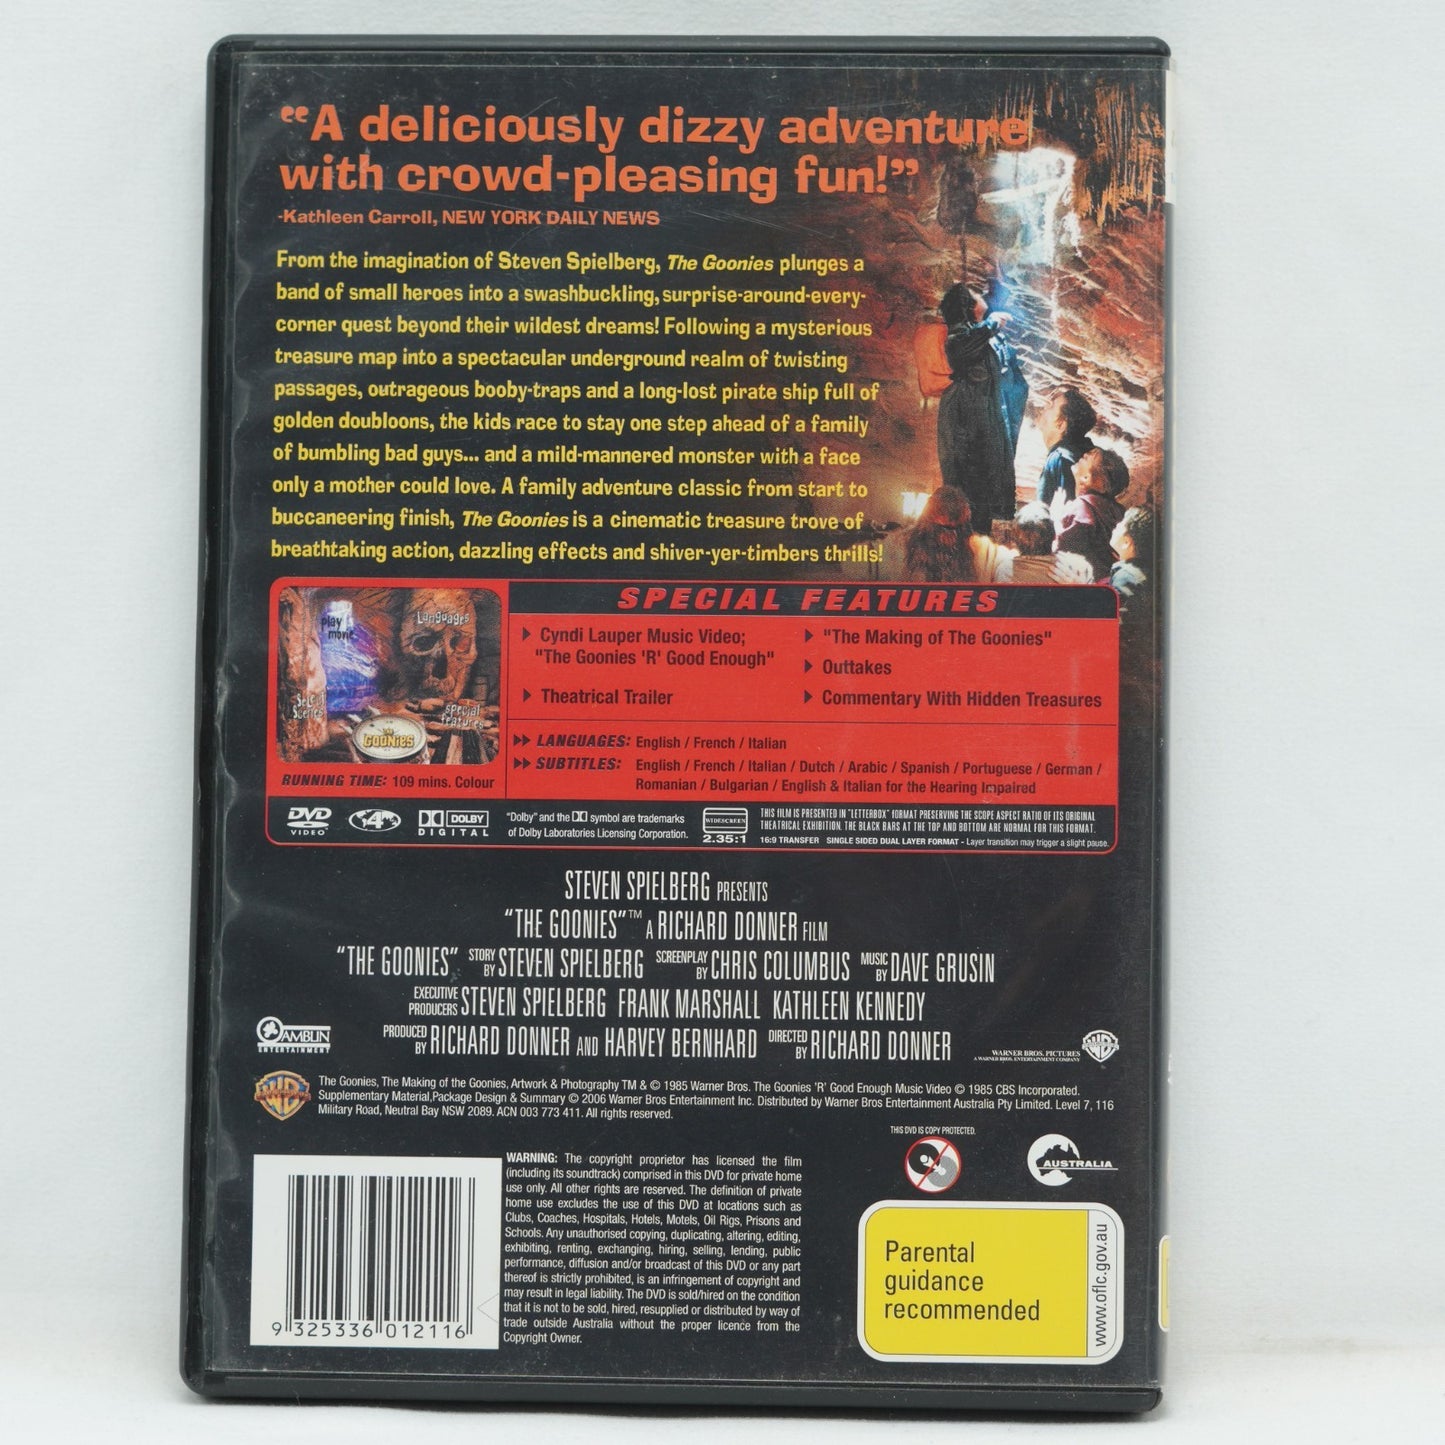 “A deliciously dizzy adventure
with crowd-pleasing fun!”
-Kathleen Carroll, NEW YORK DAILY NEWS
From the imagination of Steven Spielberg, The Goonies plunges a
band of small heroes into a swashbuckling, surprise-around-every-
corner quest beyond their wildest dreams! Following a mysterious
treasure map into a spectacular underground realm of twisting
passages, outrageous booby-traps and a long-lost pirate ship full of
golden doubloons, the kids race to stay one step ahead of a family
of bumbling bad guys... and a mild-mannered monster with a face
only a mother could love. A family adventure classic from start to
buccaneering finish, The Goonies is a cinematic treasure trove of
breathtaking action, dazzling effects and shiver-yer-timbers thrills!
play movie
Languages
Select Scenes
special features
THE GOONIES
RUNNING TIME: 109 mins. Colour
SPECIAL FEATURES
Cyndi Lauper Music Video;
"The Goonies 'R' Good Enough"
Theatrical Trailer
"The Making of The Goonies"
Outtakes
Commentary With Hidden Treasures
LANGUAGES: English / French / Italian
SUBTITLES: English / French / Italian / Dutch / Arabic / Spanish / Portuguese / German /
Romanian / Bulgarian / English & Italian for the Hearing Impaired
DVD VIDEO
4
DOLBY DIGITAL
"Dolby" and the DD symbol are trademarks
of Dolby Laboratories Licensing Corporation.
WIDESCREEN
2.35:1
THIS FILM IS PRESENTED IN "LETTERBOX" FORMAT PRESERVING THE SCOPE ASPECT RATIO OF ITS ORIGINAL
THEATRICAL EXHIBITION. THE BLACK BARS AT THE TOP AND BOTTOM ARE NORMAL FOR THIS FORMAT.
16:9 TRANSFER SINGLE SIDED DUAL LAYER FORMAT - Layer transition may trigger a slight pause.
STEVEN SPIELBERG PRESENTS
"THE GOONIES"™ A RICHARD DONNER FILM
"THE GOONIES" STORY BY STEVEN SPIELBERG SCREENPLAY BY CHRIS COLUMBUS MUSIC BY DAVE GRUSIN
EXECUTIVE PRODUCERS STEVEN SPIELBERG FRANK MARSHALL KATHLEEN KENNEDY
PRODUCED BY RICHARD DONNER AND HARVEY BERNHARD DIRECTED BY RICHARD DONNER
AMBLIN
ENTERTAINMENT
WARNER BROS. PICTURES
A WARNER BROS. ENTERTAINMENT COMPANY
The Goonies, The Making of the Goonies, Artwork & Photography TM & © 1985 Warner Bros. The Goonies 'R' Good Enough Music Video © 1985 CBS Incorporated.
Supplementary Material,Package Design & Summary © 2006 Warner Bros Entertainment Inc. Distributed by Warner Bros Entertainment Australia Pty Limited. Level 7, 116
Military Road, Neutral Bay NSW 2089. ACN 003 773 411. All rights reserved.
WARNING: The copyright proprietor has licensed the film
(including its soundtrack) comprised in this DVD for private home
use only. All other rights are reserved. The definition of private
home use excludes the use of this DVD at locations such as
Clubs, Coaches, Hospitals, Hotels, Motels, Oil Rigs, Prisons and
Schools. Any unauthorised copying, duplicating, altering, editing,
exhibiting, renting, exchanging, hiring, selling, lending, public
performance, diffusion and/or broadcast of this DVD or any part
thereof is strictly prohibited, is an infringement of copyright and
may result in legal liability. The DVD is sold/hired on the condition
that it is not to be sold, hired, resupplied or distributed by way of
trade outside Australia without the proper licence from the
Copyright Owner.
9 325336 012116
THIS DVD IS COPY PROTECTED.
AUSTRALIA
Parental
guidance
recommended
www.oflc.gov.au